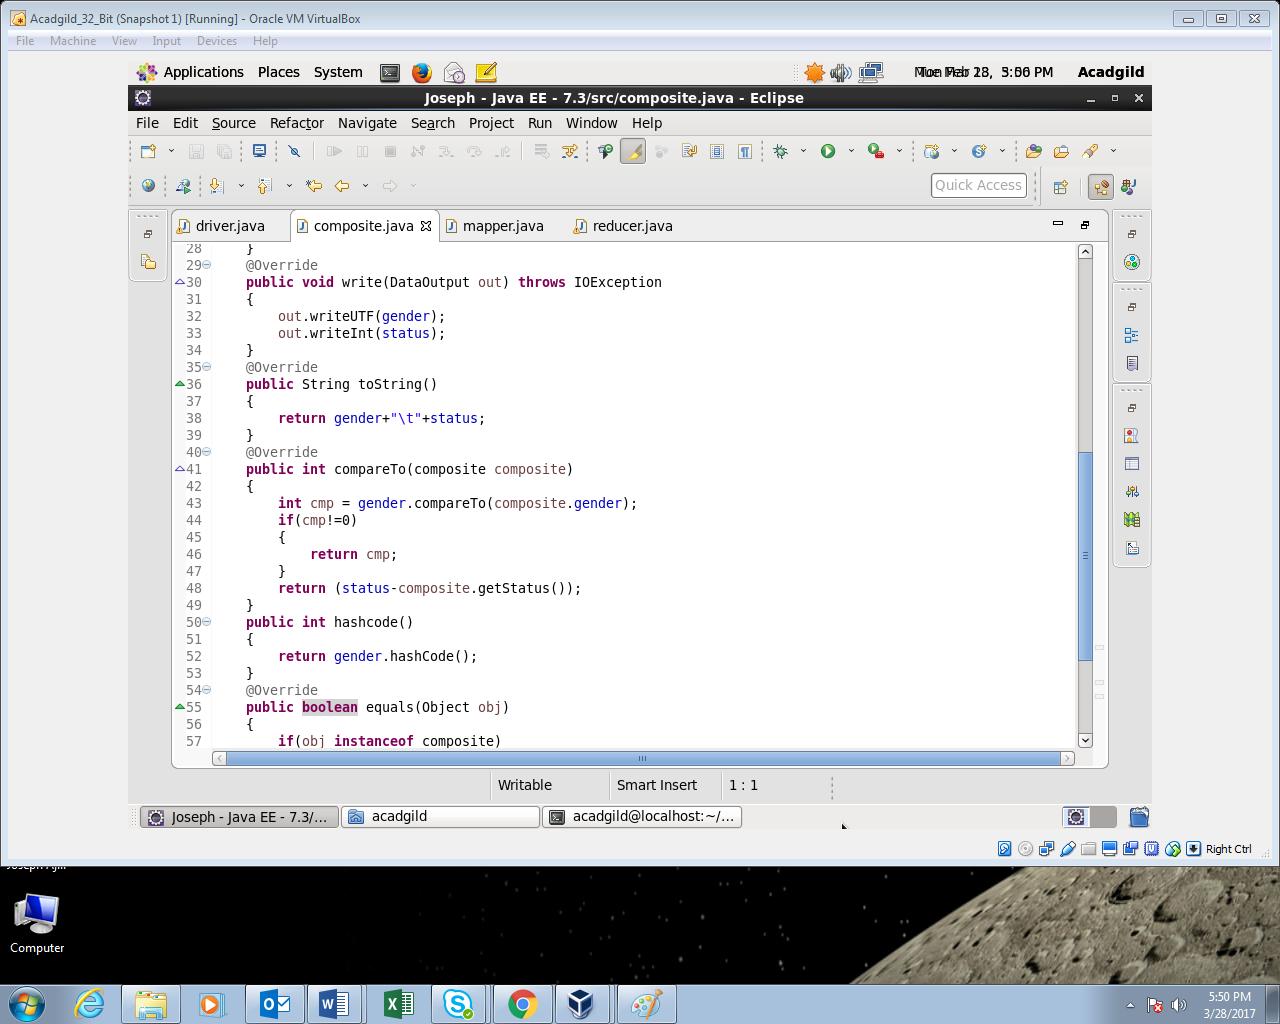 Acadgild_32_Bit (Snapshot 1) [Running] - Oracle VM VirtualBox
File Machine View Input Devices Help
Applications Places System
Acadgild
Joseph - Java EE - 7.3/src/composite.java - Eclipse
File Edit Source Refactor Navigate Search Project Run Window Help
Quick Access
driver.java composite.java mapper.java reducer.java
28 }
29 @Override
30 public void write(DataOutput out) throws IOException
31 {
32 out.writeUTF(gender);
33 out.writeInt(status);
34 }
35 @Override
36 public String toString()
37 {
38 return gender+"\t"+status;
39 }
40 @Override
41 public int compareTo(composite composite)
42 {
43 int cmp = gender.compareTo(composite.gender);
44 if(cmp!=0)
45 {
46 return cmp;
47 }
48 return (status-composite.getStatus());
49 }
50 public int hashcode()
51 {
52 return gender.hashCode();
53 }
54 @Override
55 public boolean equals(Object obj)
56 {
57 if(obj instanceof composite)
Writable Smart Insert 1 : 1
Joseph - Java EE - 7.3/... acadgild acadgild@localhost:~/...
Right Ctrl
Computer
5:50 PM
3/28/2017